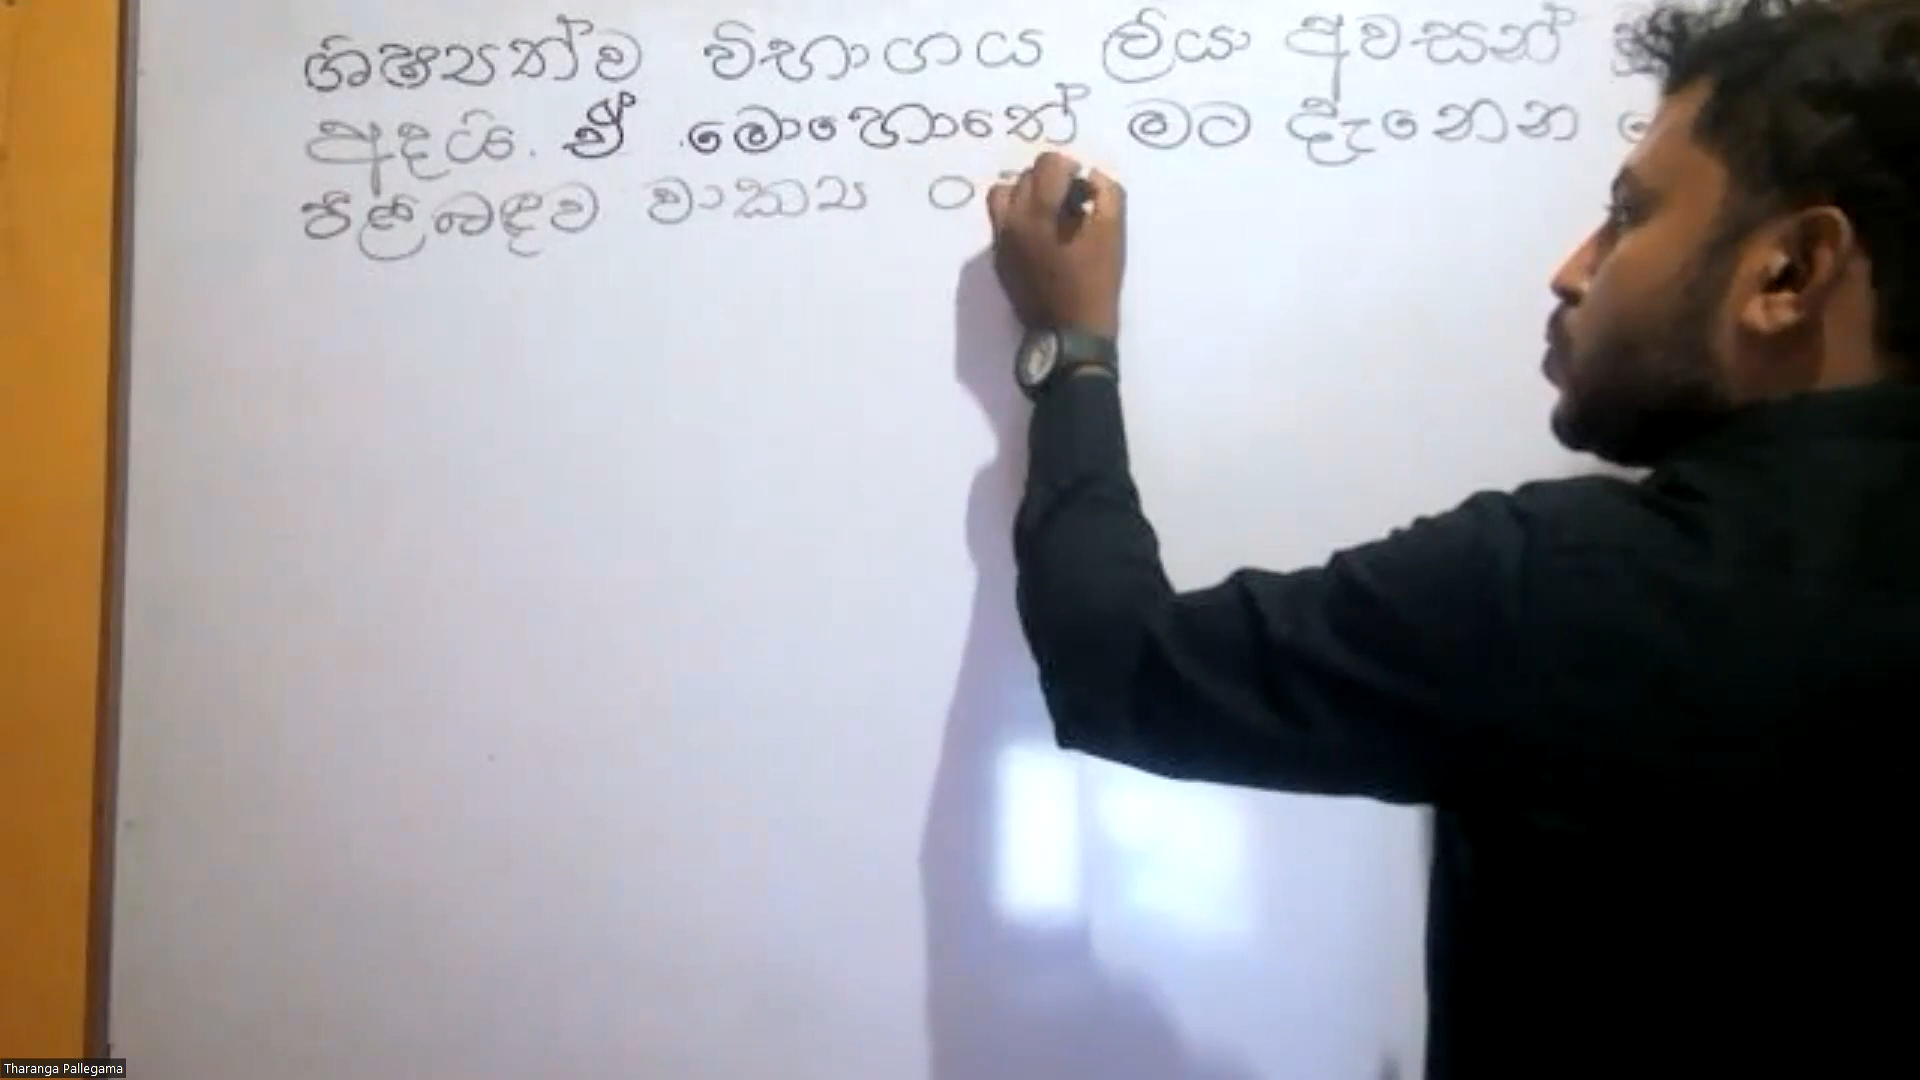 ශිෂ්‍යත්ව විභාගය ලියා අවසන්
අදයි. ඒ මොහොතේ මට දැනෙන
පිළිබඳව වාක්‍ය
Tharanga Pallegama